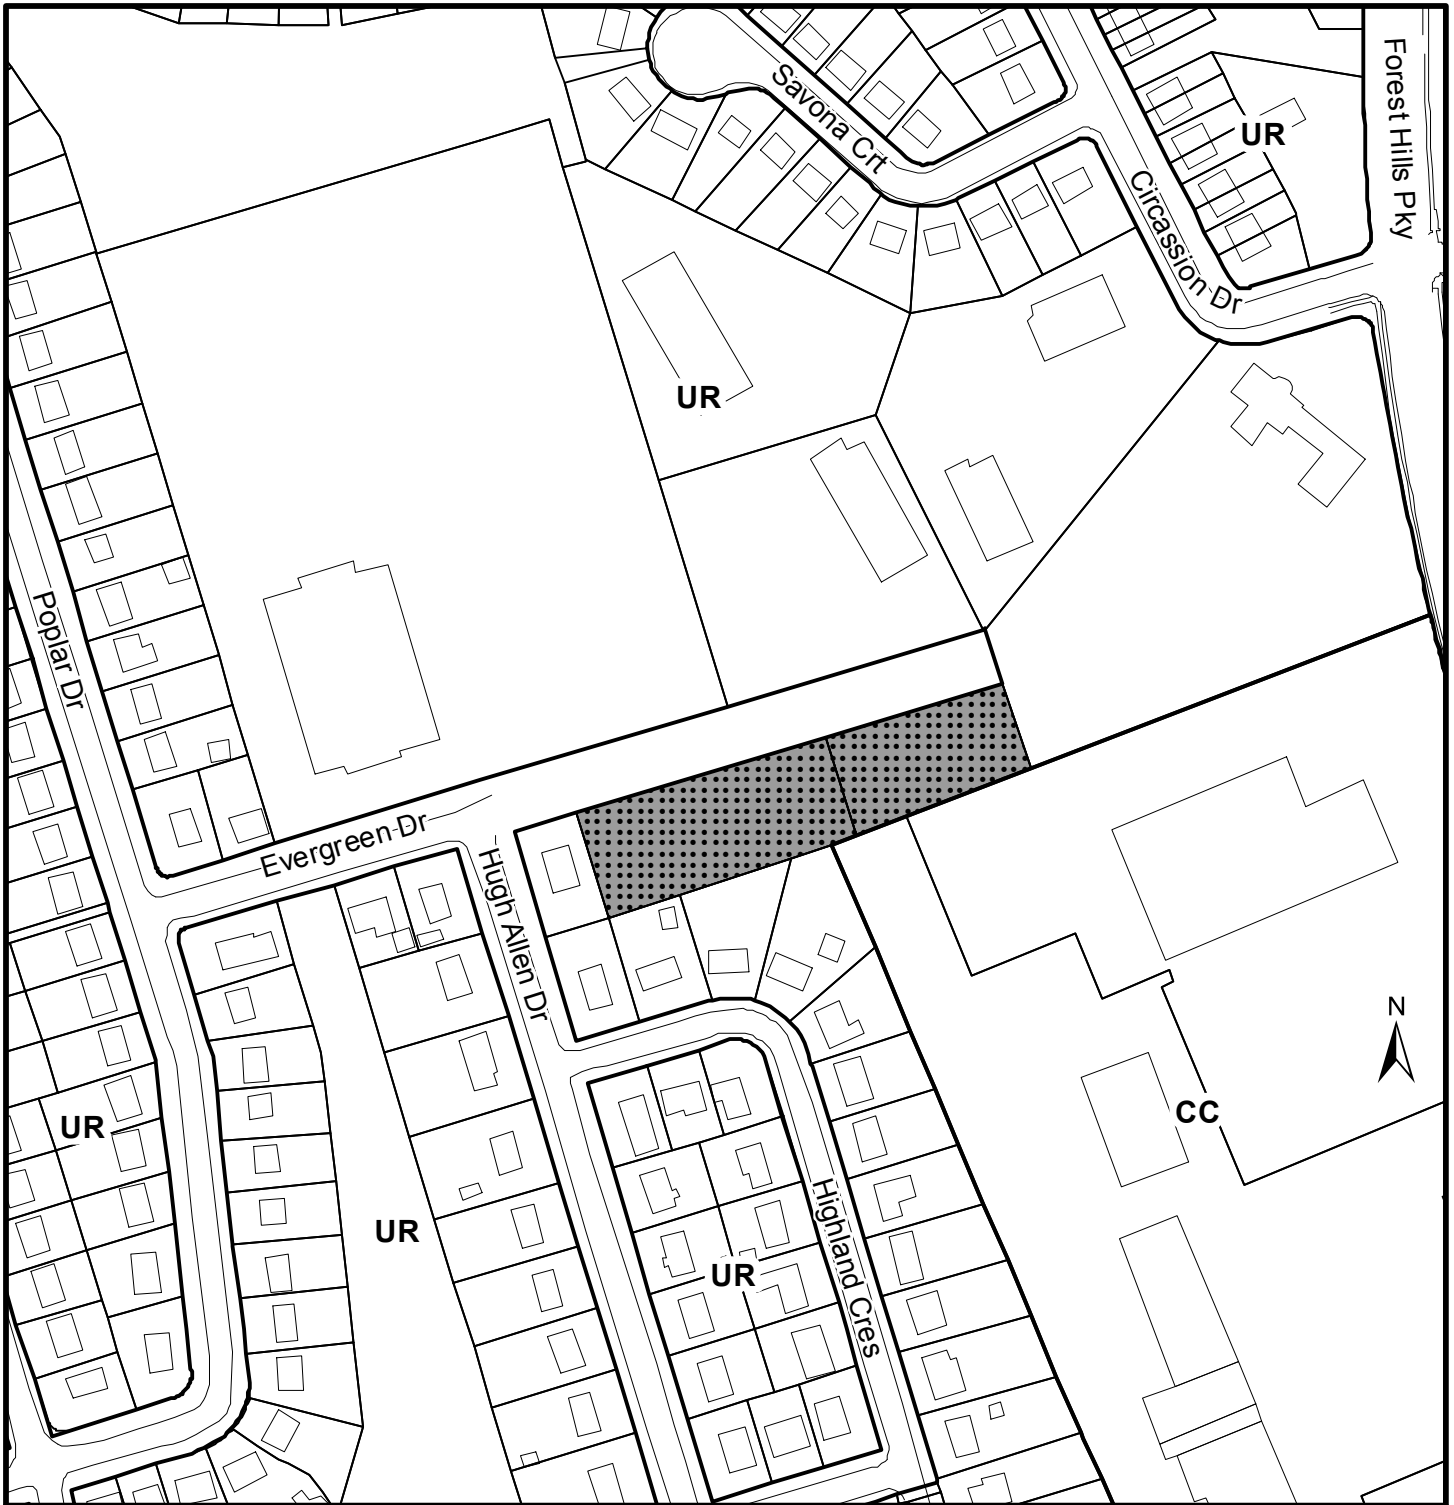 Savona Crt
UR
Forest Hills Pky
Circassion Dr
UR
Poplar Dr
Evergreen Dr
Hugh Allen Dr
N
CC
UR
UR
Highland Cres
UR